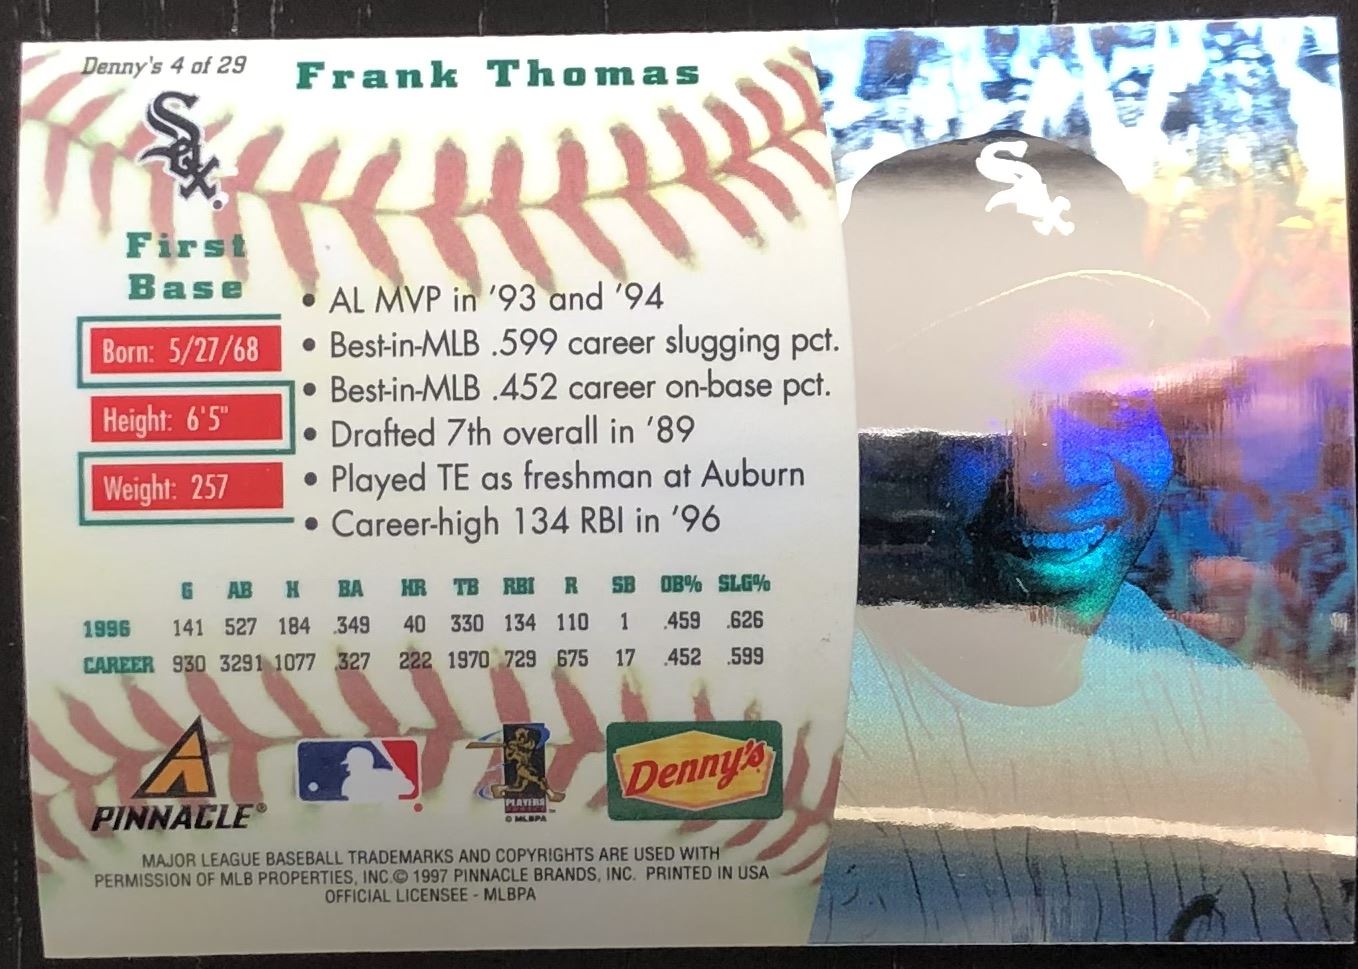 Denny's 4 of 29
Frank Thomas
Sox
First
Base
Born: 5/27/68
Height: 6'5"
Weight: 257
• AL MVP in '93 and '94
• Best-in-MLB .599 career slugging pct.
• Best-in-MLB .452 career on-base pct.
• Drafted 7th overall in '89
• Played TE as freshman at Auburn
• Career-high 134 RBI in '96
G AB H BA HR TB RBI R SB OB% SLG%
1996 141 527 184 .349 40 330 134 110 1 .459 .626
CAREER 930 3291 1077 .327 222 1970 729 675 17 .452 .599
PINNACLE®
PLAYERS
© MLBPA
Denny's
MAJOR LEAGUE BASEBALL TRADEMARKS AND COPYRIGHTS ARE USED WITH
PERMISSION OF MLB PROPERTIES, INC.© 1997 PINNACLE BRANDS, INC. PRINTED IN USA
OFFICIAL LICENSEE - MLBPA
Sox